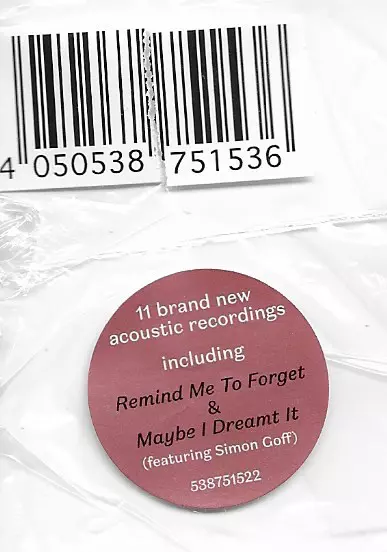 4 050538 751536
11 brand new
acoustic recordings
including
Remind Me To Forget
&
Maybe I Dreamt It
(featuring Simon Goff)
538751522